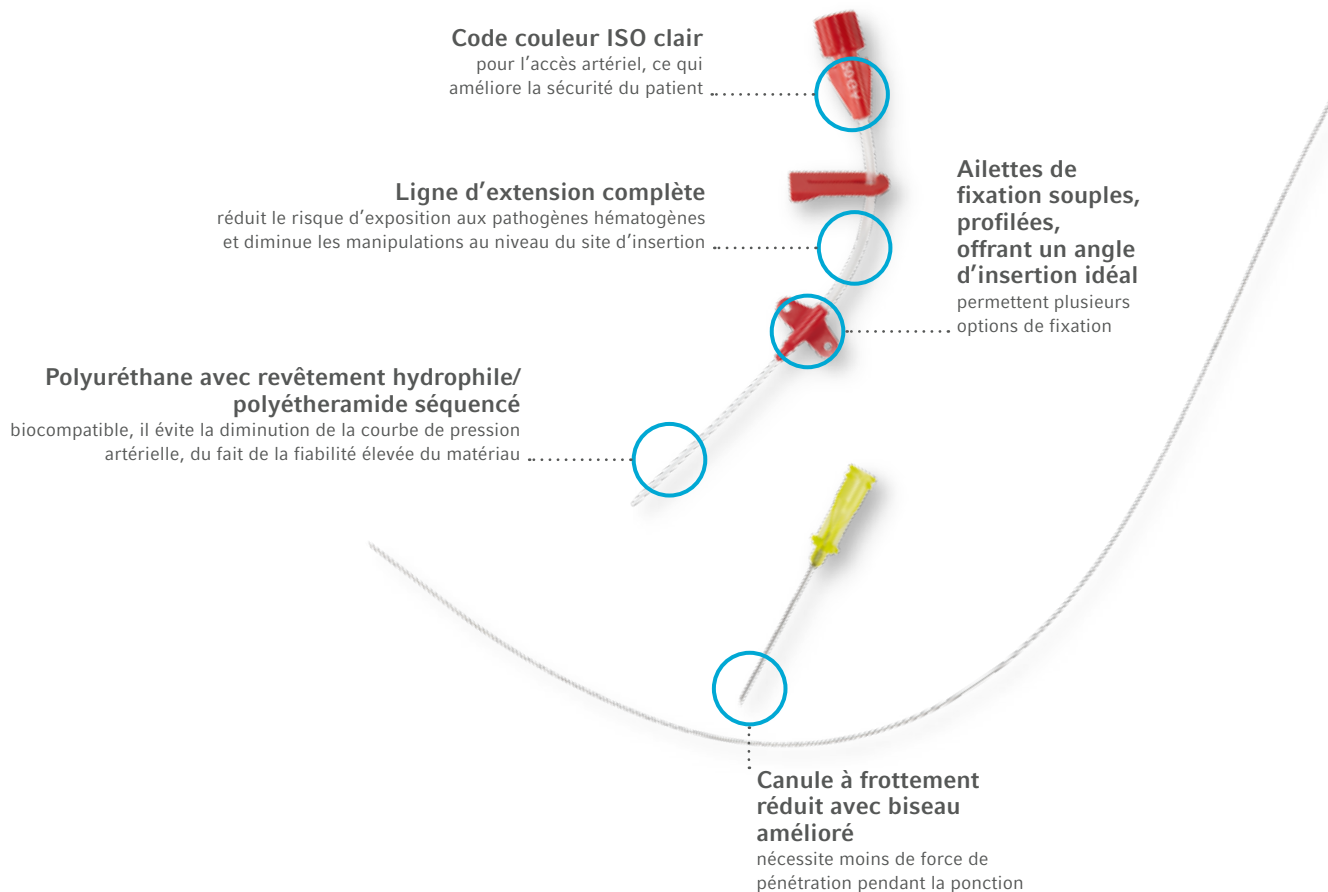 Code couleur ISO clair
pour l'accès artériel, ce qui
améliore la sécurité du patient
Ligne d'extension complète
réduit le risque d'exposition aux pathogènes hématogènes
et diminue les manipulations au niveau du site d'insertion
Ailettes de
fixation souples,
profilées,
offrant un angle
d'insertion idéal
permettent plusieurs
options de fixation
Polyuréthane avec revêtement hydrophile/
polyétheramide séquencé
biocompatible, il évite la diminution de la courbe de pression
artérielle, du fait de la fiabilité élevée du matériau
Canule à frottement
réduit avec biseau
amélioré
nécessite moins de force de
pénétration pendant la ponction